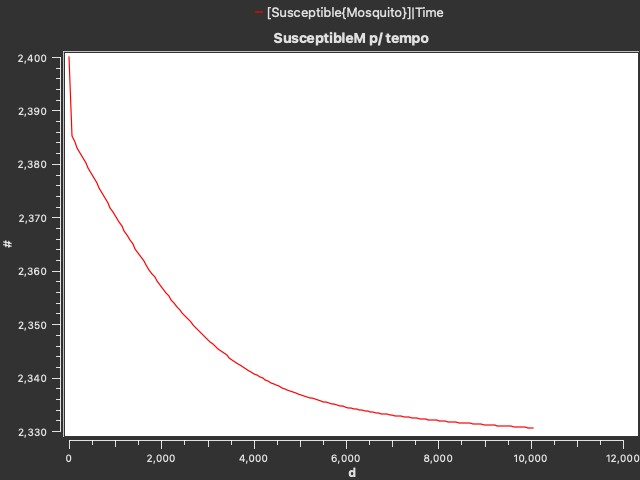 [Susceptible{Mosquito}]|Time
SusceptibleM p/ tempo
2,400
2,390
2,380
2,370
2,360
2,350
2,340
2,330
#
0 2,000 4,000 6,000 8,000 10,000 12,000
d